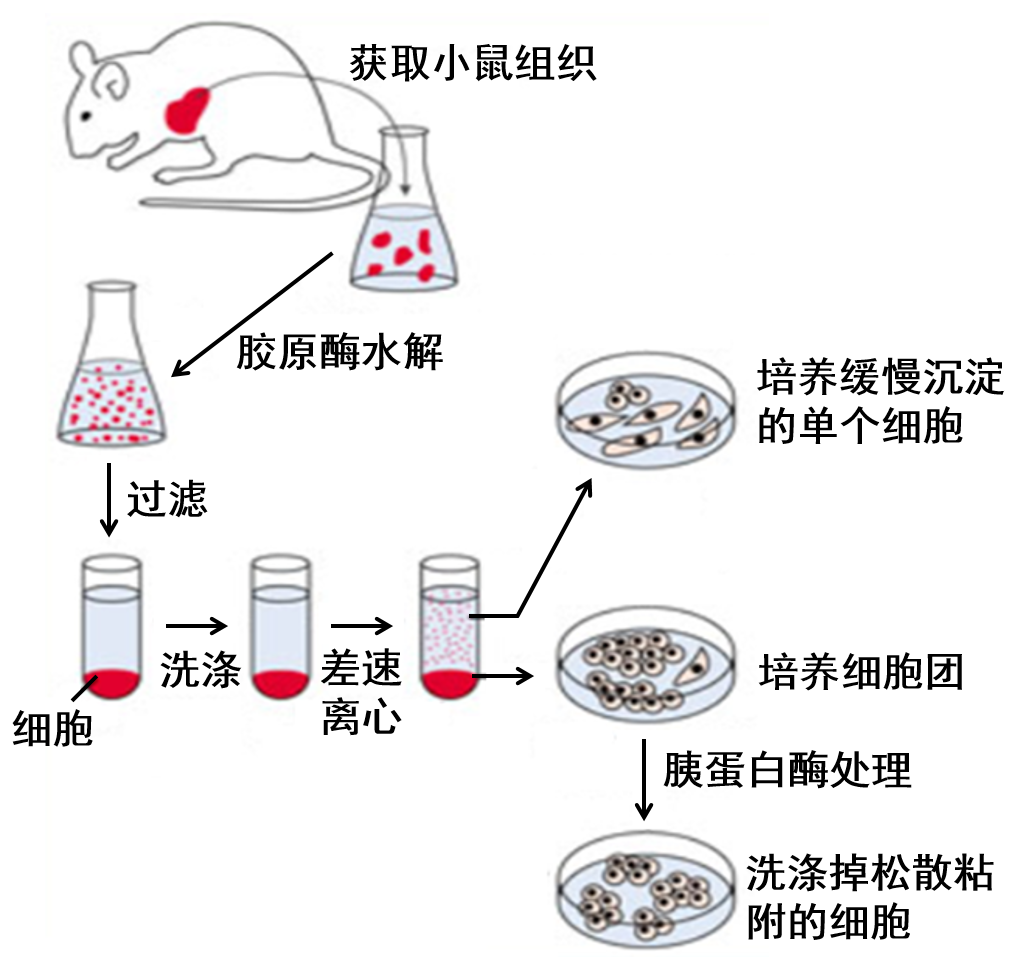 获取小鼠组织
胶原酶水解
培养缓慢沉淀
的单个细胞
过滤
洗涤
差速
离心
细胞
培养细胞团
胰蛋白酶处理
洗涤掉松散粘
附的细胞